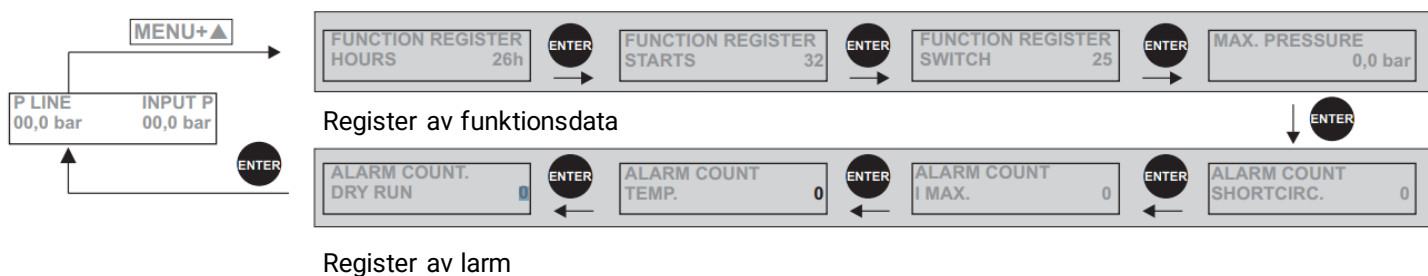 MENU+▲
P LINE INPUT P
00,0 bar 00,0 bar
FUNCTION REGISTER
HOURS 26h
ENTER
FUNCTION REGISTER
STARTS 32
ENTER
FUNCTION REGISTER
SWITCH 25
ENTER
MAX. PRESSURE
0,0 bar
Register av funktionsdata
ENTER
ALARM COUNT
SHORTCIRC. 0
ENTER
ALARM COUNT
I MAX. 0
ENTER
ALARM COUNT
TEMP. 0
ENTER
ALARM COUNT.
DRY RUN 0
ENTER
Register av larm